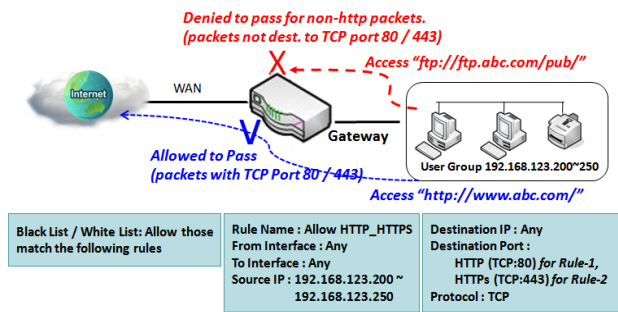 Denied to pass for non-http packets.
(packets not dest. to TCP port 80 / 443)
Access “ftp://ftp.abc.com/pub/”
X
WAN
Internet
Gateway
V
Allowed to Pass
(packets with TCP Port 80 / 443)
User Group 192.168.123.200~250
Access “http://www.abc.com/”
Black List / White List: Allow those
match the following rules
Rule Name : Allow HTTP_HTTPS
From Interface : Any
To Interface : Any
Source IP : 192.168.123.200 ~
192.168.123.250
Destination IP : Any
Destination Port :
HTTP (TCP:80) for Rule-1,
HTTPs (TCP:443) for Rule-2
Protocol : TCP